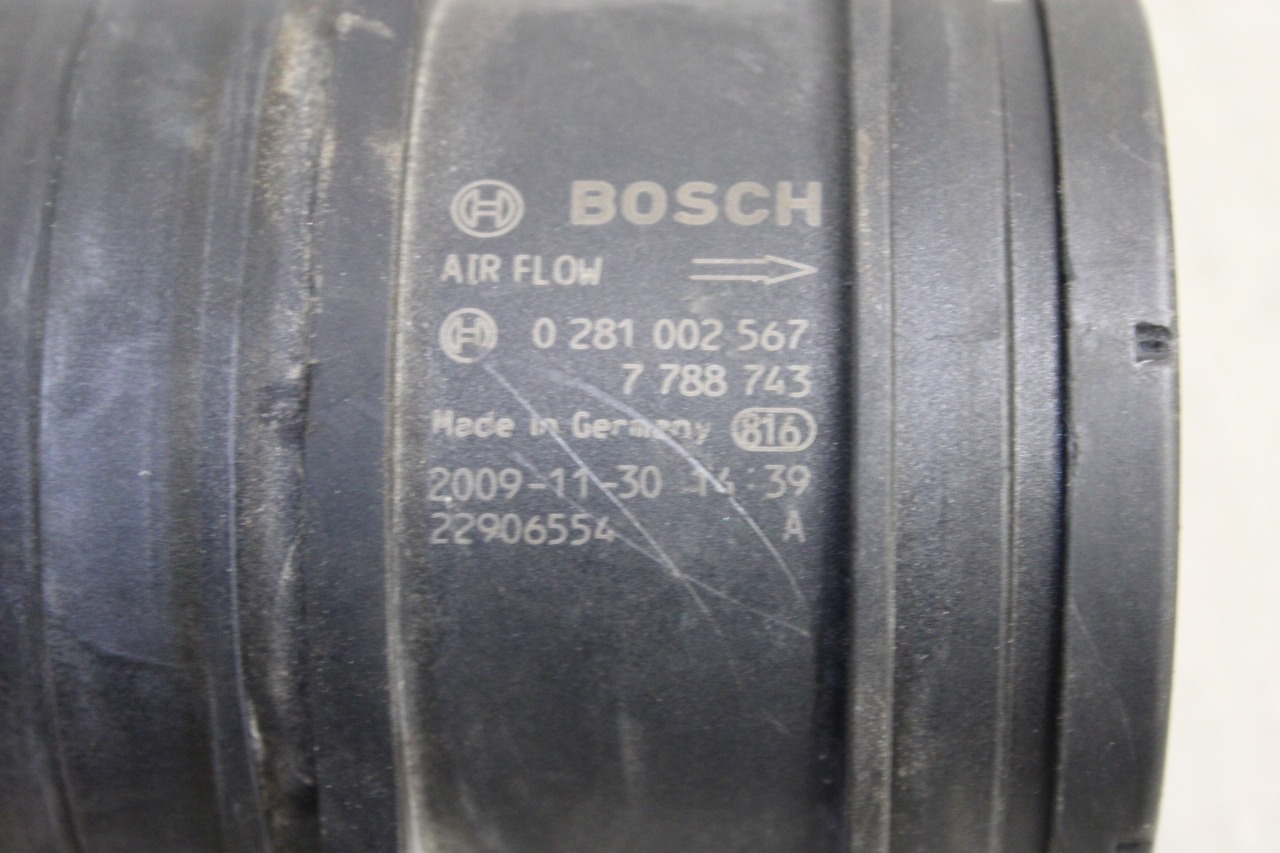 BOSCH
AIR FLOW
0 281 002 567
7 788 743
Made in Germany 816
2009-11-30 14:39
22906554 A